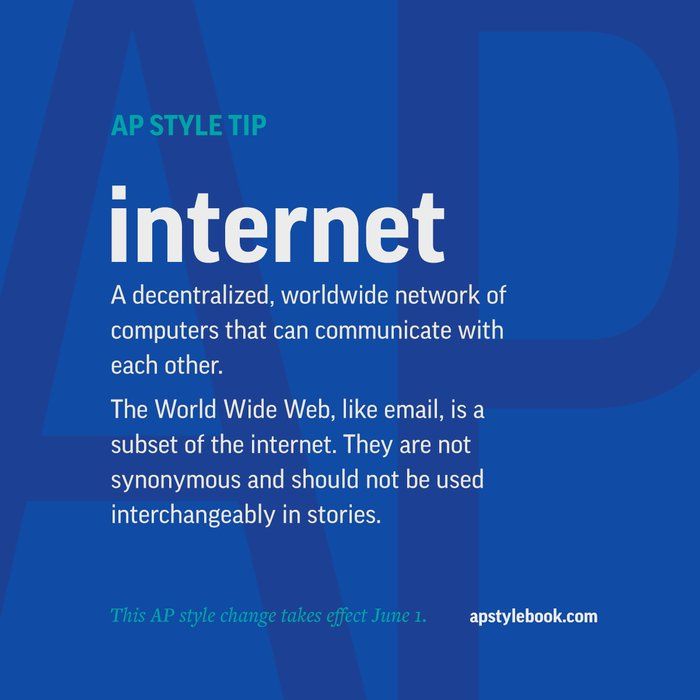 AP STYLE TIP
internet
A decentralized, worldwide network of
computers that can communicate with
each other.
The World Wide Web, like email, is a
subset of the internet. They are not
synonymous and should not be used
interchangeably in stories.
This AP style change takes effect June 1.
apstylebook.com